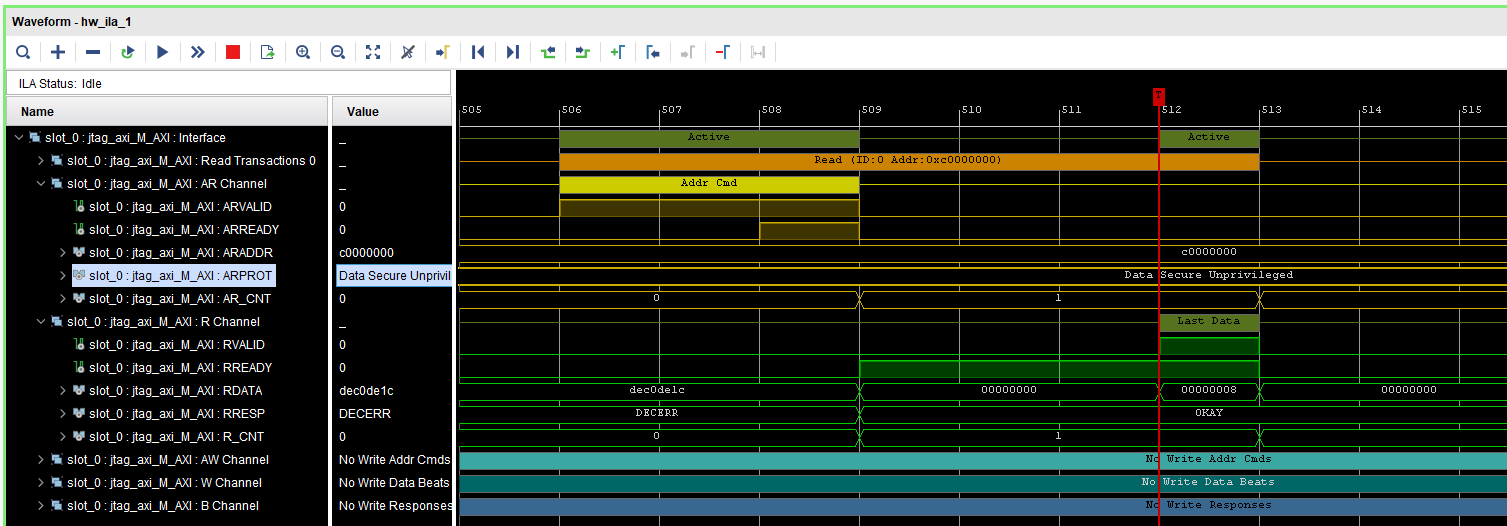 Waveform - hw_ila_1
ILA Status: Idle
Name Value
505 506 507 508 509 510 511 T 512 513 514 515
slot_0 : jtag_axi_M_AXI : Interface _ Active Active
slot_0 : jtag_axi_M_AXI : Read Transactions 0 _ Read (ID:0 Addr:0xc0000000)
slot_0 : jtag_axi_M_AXI : AR Channel _ Addr Cmd
slot_0 : jtag_axi_M_AXI : ARVALID 0
slot_0 : jtag_axi_M_AXI : ARREADY 0
slot_0 : jtag_axi_M_AXI : ARADDR c0000000 c0000000
slot_0 : jtag_axi_M_AXI : ARPROT Data Secure Unprivil Data Secure Unprivileged
slot_0 : jtag_axi_M_AXI : AR_CNT 0 0 1
slot_0 : jtag_axi_M_AXI : R Channel _ Last Data
slot_0 : jtag_axi_M_AXI : RVALID 0
slot_0 : jtag_axi_M_AXI : RREADY 0
slot_0 : jtag_axi_M_AXI : RDATA dec0de1c dec0de1c 00000000 00000008 00000000
slot_0 : jtag_axi_M_AXI : RRESP DECERR DECERR OKAY
slot_0 : jtag_axi_M_AXI : R_CNT 0 0 1
slot_0 : jtag_axi_M_AXI : AW Channel No Write Addr Cmds No Write Addr Cmds
slot_0 : jtag_axi_M_AXI : W Channel No Write Data Beats No Write Data Beats
slot_0 : jtag_axi_M_AXI : B Channel No Write Responses No Write Responses